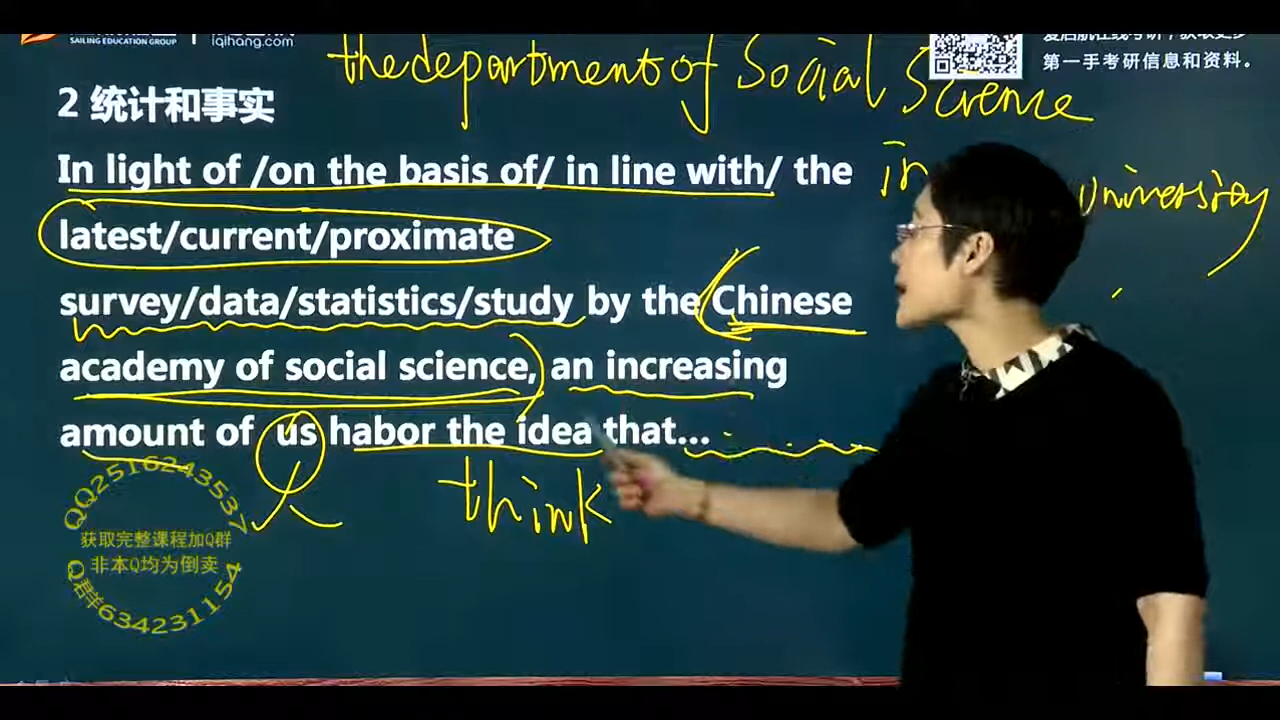 SAILING EDUCATION GROUP
iqihang.com
the department of Social Science
第一手考研信息和资料。
2 统计和事实
In light of /on the basis of/ in line with/ the
in
university
latest/current/proximate
survey/data/statistics/study by the Chinese
academy of social science, an increasing
amount of us habor the idea that...
人
think
QQ2516243537
获取完整课程加Q群
非本Q均为倒卖
Q群634231154